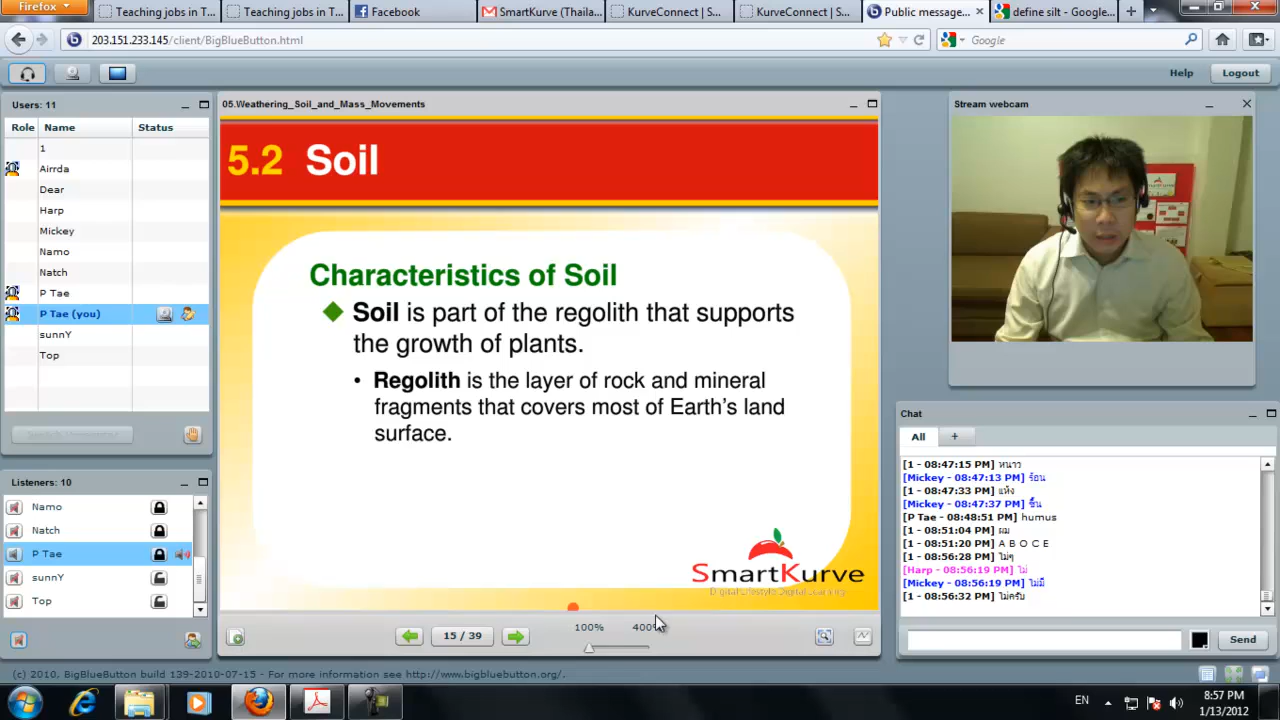 Firefox
Teaching jobs in T...
Teaching jobs in T...
Facebook
SmartKurve (Thaila...
KurveConnect | S...
KurveConnect | S...
Public message...
define silt - Google...
203.151.233.145/client/BigBlueButton.html
Google
Help
Logout
Users: 11
Role Name Status
1
Airrda
Dear
Harp
Mickey
Namo
Natch
P Tae
P Tae (you)
sunnY
Top
Listeners: 10
Namo
Natch
P Tae
sunnY
Top
05.Weathering_Soil_and_Mass_Movements
5.2 Soil
Characteristics of Soil
Soil is part of the regolith that supports
the growth of plants.
• Regolith is the layer of rock and mineral
fragments that covers most of Earth's land
surface.
SmartKurve
Digital Lifestyle Digital Learning
15 / 39
100%
400%
Stream webcam
Chat
All
[1 - 08:47:15 PM] หนาว
[Mickey - 08:47:13 PM] ร้อน
[1 - 08:47:33 PM] แห้ง
[Mickey - 08:47:37 PM] ชื้น
[P Tae - 08:48:51 PM] humus
[1 - 08:51:04 PM] ผม
[1 - 08:51:20 PM] A B O C E
[1 - 08:56:28 PM] ไม่ๆ
[Harp - 08:56:19 PM] ไม่
[Mickey - 08:56:19 PM] ไม่มี
[1 - 08:56:32 PM] ไม่ครับ
Send
(c) 2010, BigBlueButton build 139-2010-07-15 - For more information see http://www.bigbluebutton.org/.
EN
8:57 PM
1/13/2012